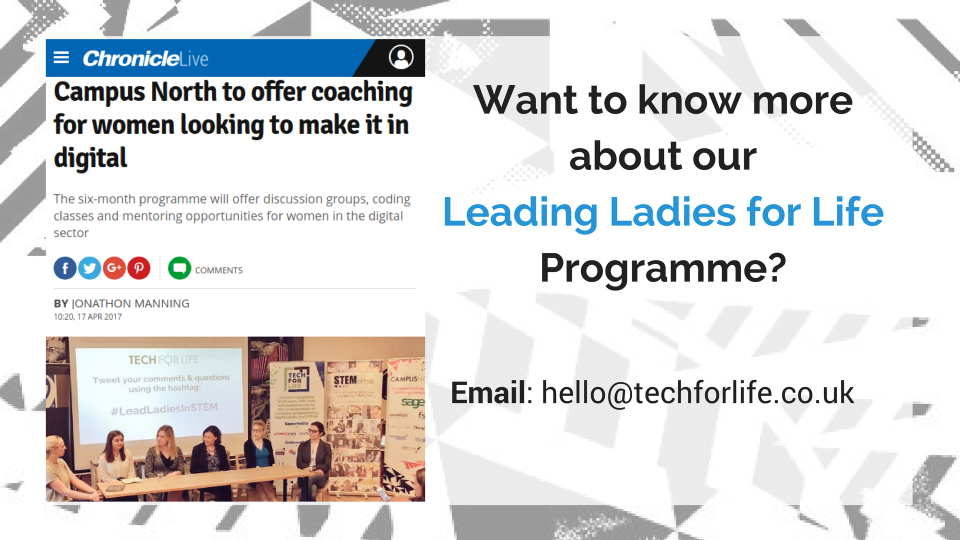 ChronicleLive
Campus North to offer coaching
for women looking to make it in
digital
The six-month programme will offer discussion groups, coding
classes and mentoring opportunities for women in the digital
sector
COMMENTS
BY JONATHON MANNING
10:20, 17 APR 2017
TECH FOR LIFE
Tweet your comments & questions
using the hashtag:
#LeadLadiesInSTEM
TECH
FOR
LIFE
STEM
CAMPUS
sage
Want to know more
about our
Leading Ladies for Life
Programme?
Email: hello@techforlife.co.uk